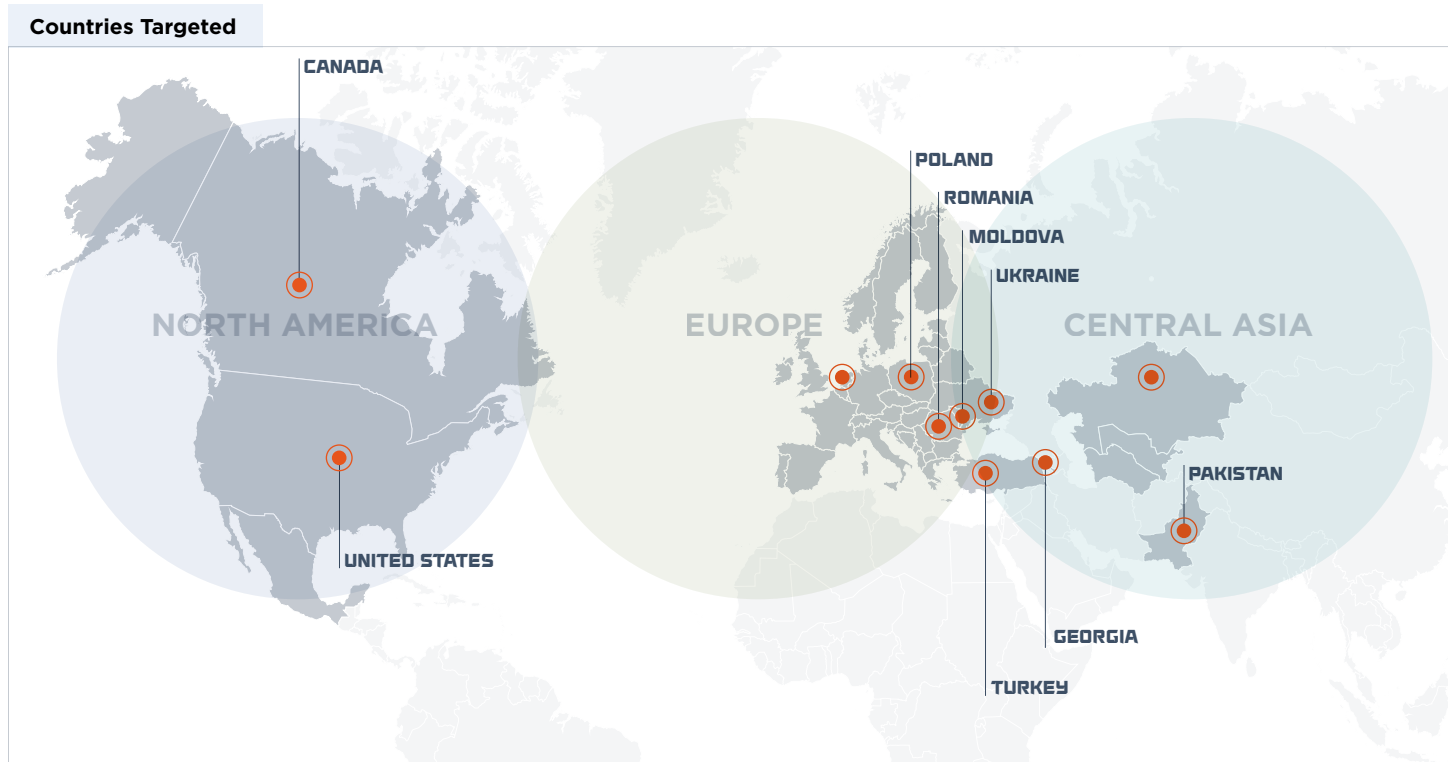 Countries Targeted
CANADA
POLAND
ROMANIA
MOLDOVA
UKRAINE
NORTH AMERICA
EUROPE
CENTRAL ASIA
PAKISTAN
UNITED STATES
GEORGIA
TURKEY